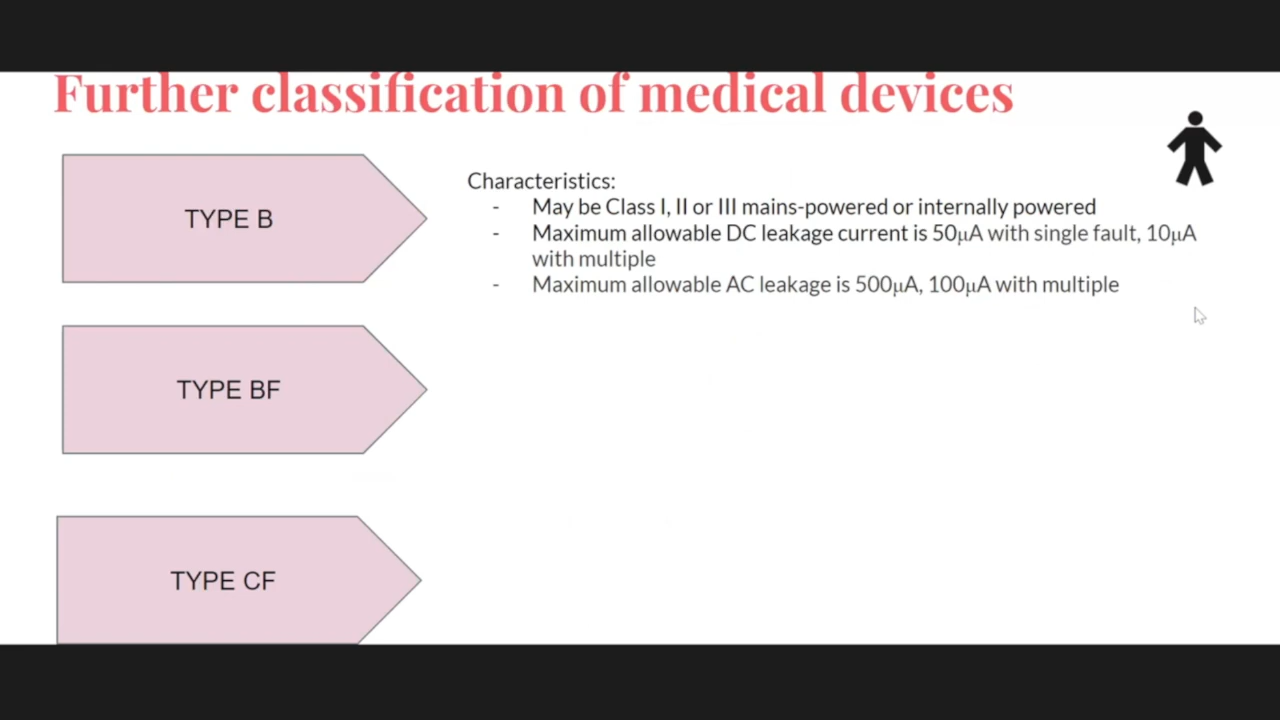 Further classification of medical devices
TYPE B
Characteristics:
- May be Class I, II or III mains-powered or internally powered
- Maximum allowable DC leakage current is 50μA with single fault, 10μA
with multiple
- Maximum allowable AC leakage is 500μA, 100μA with multiple
TYPE BF
TYPE CF